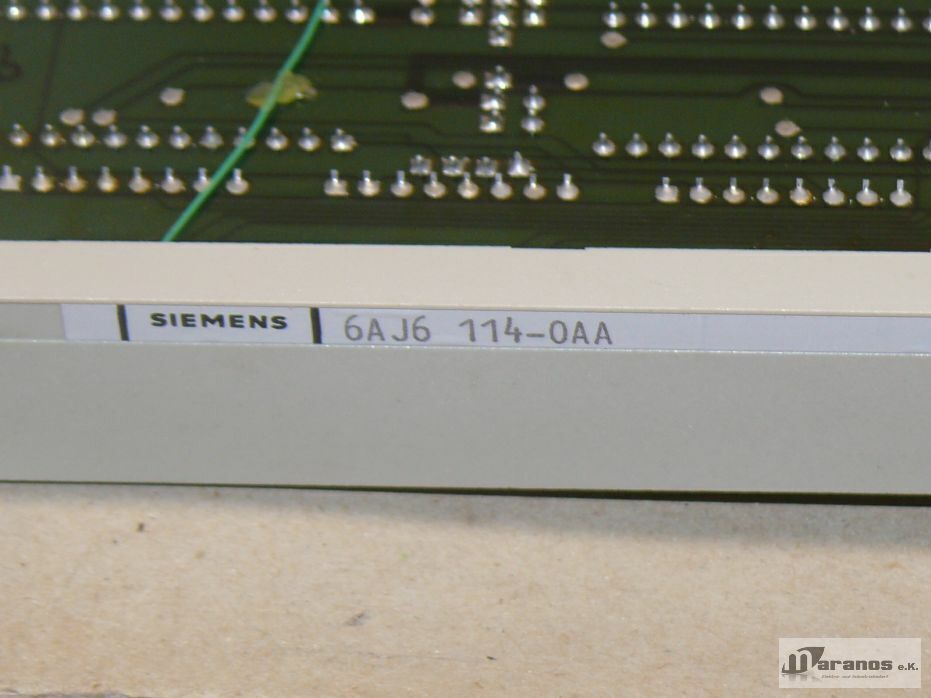 SIEMENS 6AJ6 114-0AA
maranos e.K.